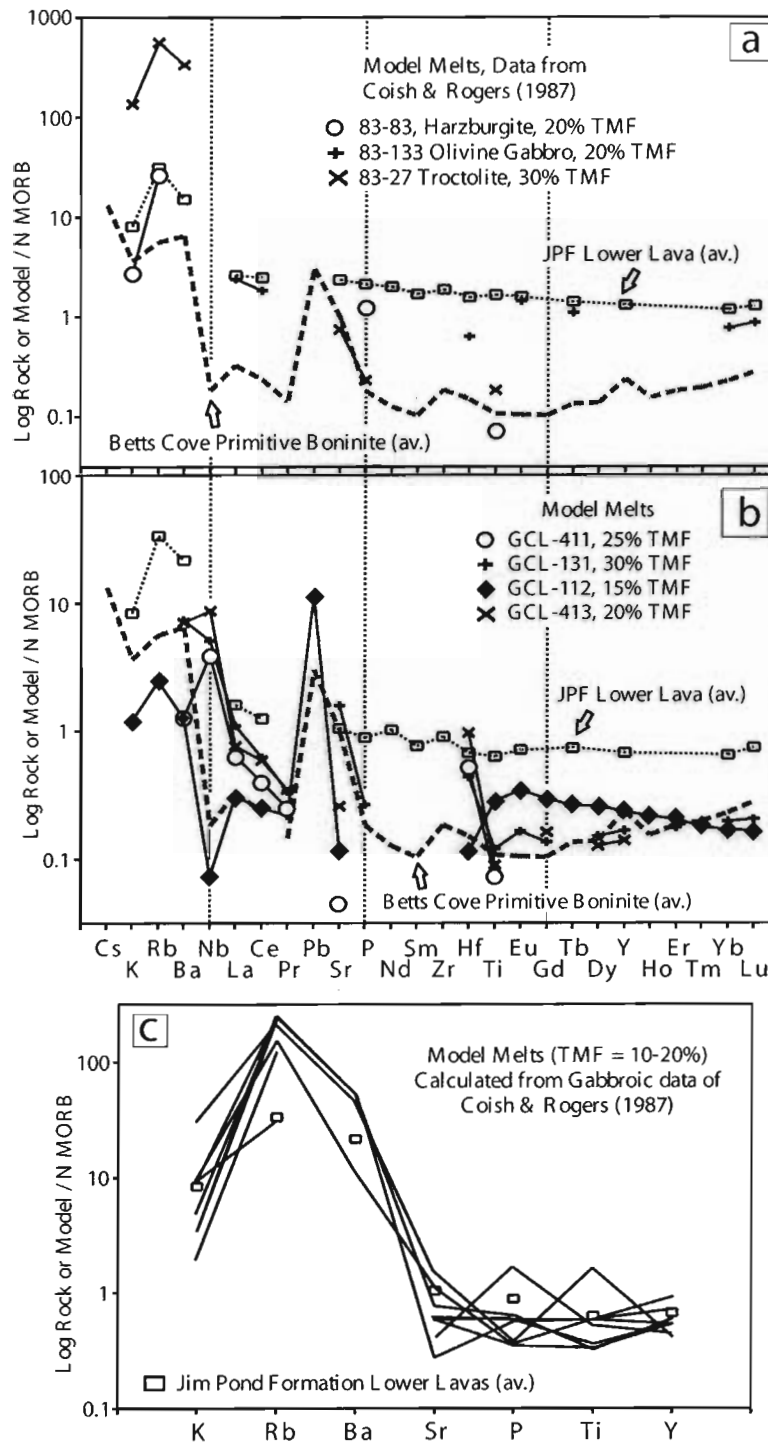 1000
a
Model Melts, Data from
Coish & Rogers (1987)
83-83, Harzburgite, 20% TMF
83-133 Olivine Gabbro, 20% TMF
83-27 Troctolite, 30% TMF
100
10
1
0.1
Log Rock or Model / N MORB
JPF Lower Lava (av.)
Betts Cove Primitive Boninite (av.)
100
b
Model Melts
GCL-411, 25% TMF
GCL-131, 30% TMF
GCL-112, 15% TMF
GCL-413, 20% TMF
10
1
0.1
Log Rock or Model / N MORB
JPF Lower Lava (av.)
Betts Cove Primitive Boninite (av.)
Cs Rb Nb Ce Pb P Sm Hf Eu Tb Y Er Yb
K Ba La Pr Sr Nd Zr Ti Gd Dy Ho Tm Lu
C
Model Melts (TMF = 10-20%)
Calculated from Gabbroic data of
Coish & Rogers (1987)
100
10
1
0.1
Log Rock or Model / N MORB
Jim Pond Formation Lower Lavas (av.)
K Rb Ba Sr P Ti Y